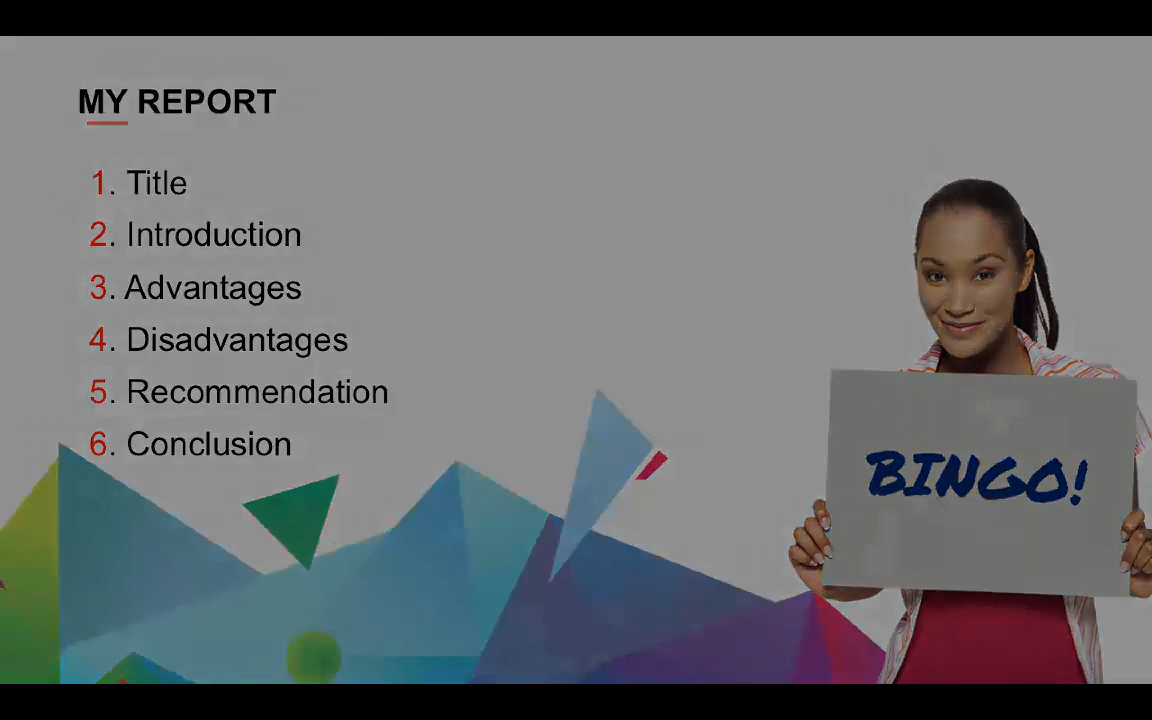 MY REPORT
1. Title
2. Introduction
3. Advantages
4. Disadvantages
5. Recommendation
6. Conclusion
BINGO!